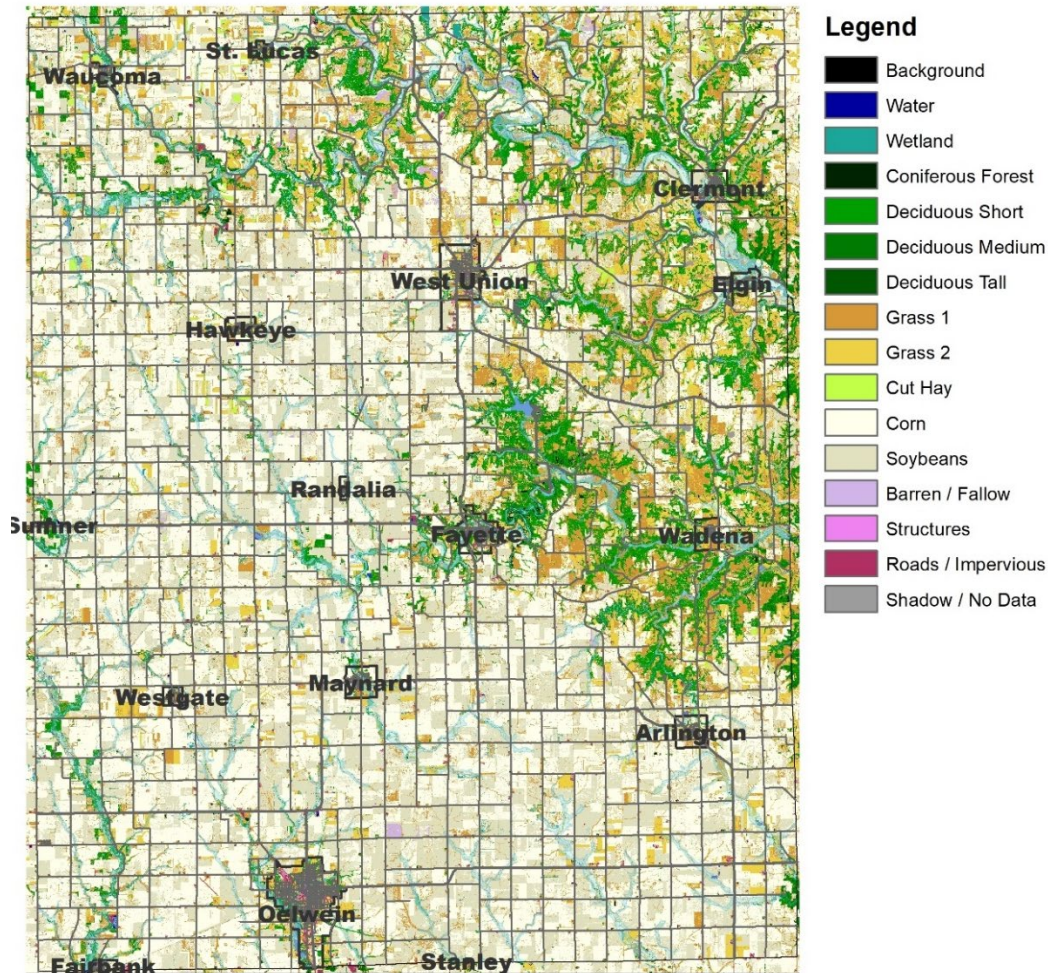 St. Lucas
Waucoma
Clermont
West Union
Elgin
Hawkeye
Randalia
Sumner
Fayette
Wadena
Maynard
Westgate
Arlington
Oelwein
Fairbank
Stanley
Legend
Background
Water
Wetland
Coniferous Forest
Deciduous Short
Deciduous Medium
Deciduous Tall
Grass 1
Grass 2
Cut Hay
Corn
Soybeans
Barren / Fallow
Structures
Roads / Impervious
Shadow / No Data